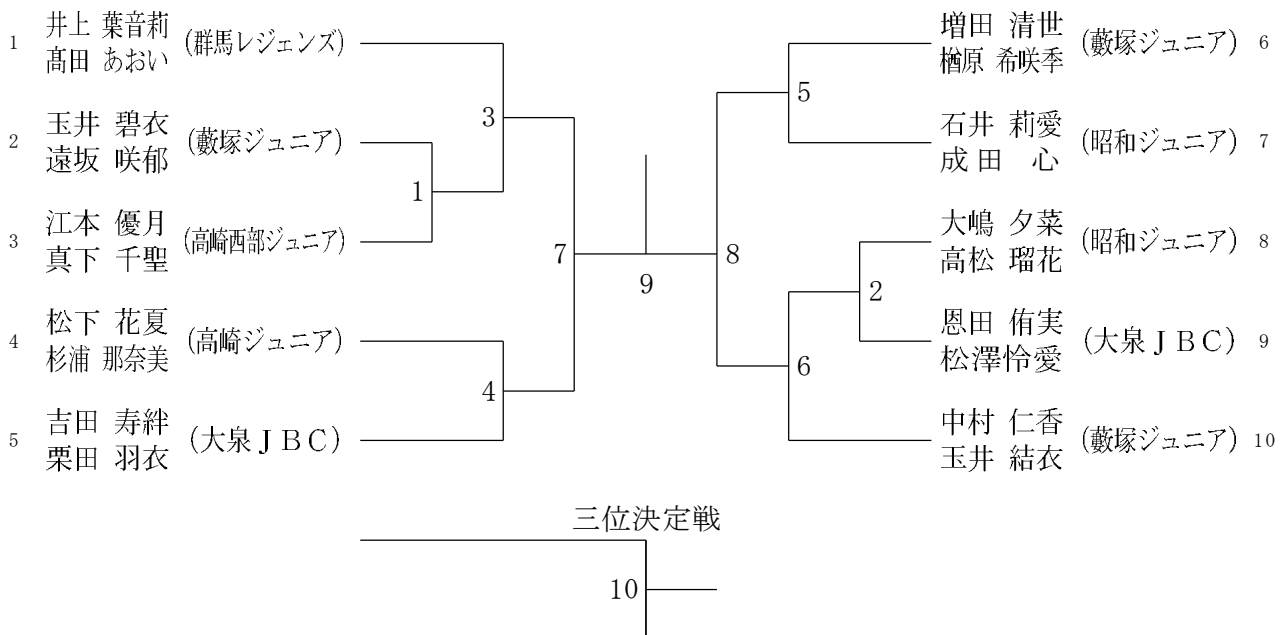 1 井上 葉音莉 (群馬レジェンズ)
髙田 あおい
2 玉井 碧衣 (藪塚ジュニア)
遠坂 咲郁
3 江本 優月 (高崎西部ジュニア)
真下 千聖
4 松下 花夏 (高崎ジュニア)
杉浦 那奈美
5 吉田 寿絆 (大泉ＪＢＣ)
栗田 羽衣
3
1
7
4
9
増田 清世 (藪塚ジュニア) 6
楢原 希咲季
石井 莉愛 (昭和ジュニア) 7
成田 心
大嶋 夕菜 (昭和ジュニア) 8
高松 瑠花
恩田 侑実 (大泉ＪＢＣ) 9
松澤怜愛
中村 仁香 (藪塚ジュニア) 10
玉井 結衣
5
8
2
6
三位決定戦
10